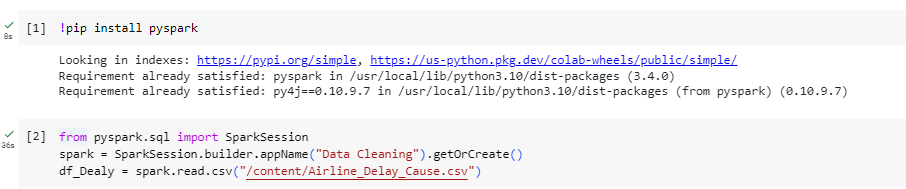 [1] !pip install pyspark
8s
Looking in indexes: https://pypi.org/simple, https://us-python.pkg.dev/colab-wheels/public/simple/
Requirement already satisfied: pyspark in /usr/local/lib/python3.10/dist-packages (3.4.0)
Requirement already satisfied: py4j==0.10.9.7 in /usr/local/lib/python3.10/dist-packages (from pyspark) (0.10.9.7)
[2] from pyspark.sql import SparkSession
36s
spark = SparkSession.builder.appName("Data Cleaning").getOrCreate()
df_Dealy = spark.read.csv("/content/Airline_Delay_Cause.csv")